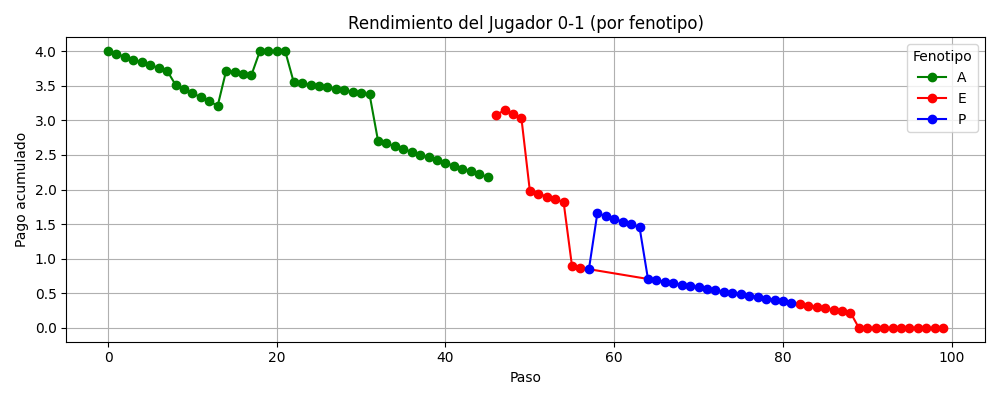 Rendimiento del Jugador 0-1 (por fenotipo)
Pago acumulado
4.0
3.5
3.0
2.5
2.0
1.5
1.0
0.5
0.0
Fenotipo
A
E
P
0 20 40 60 80 100
Paso